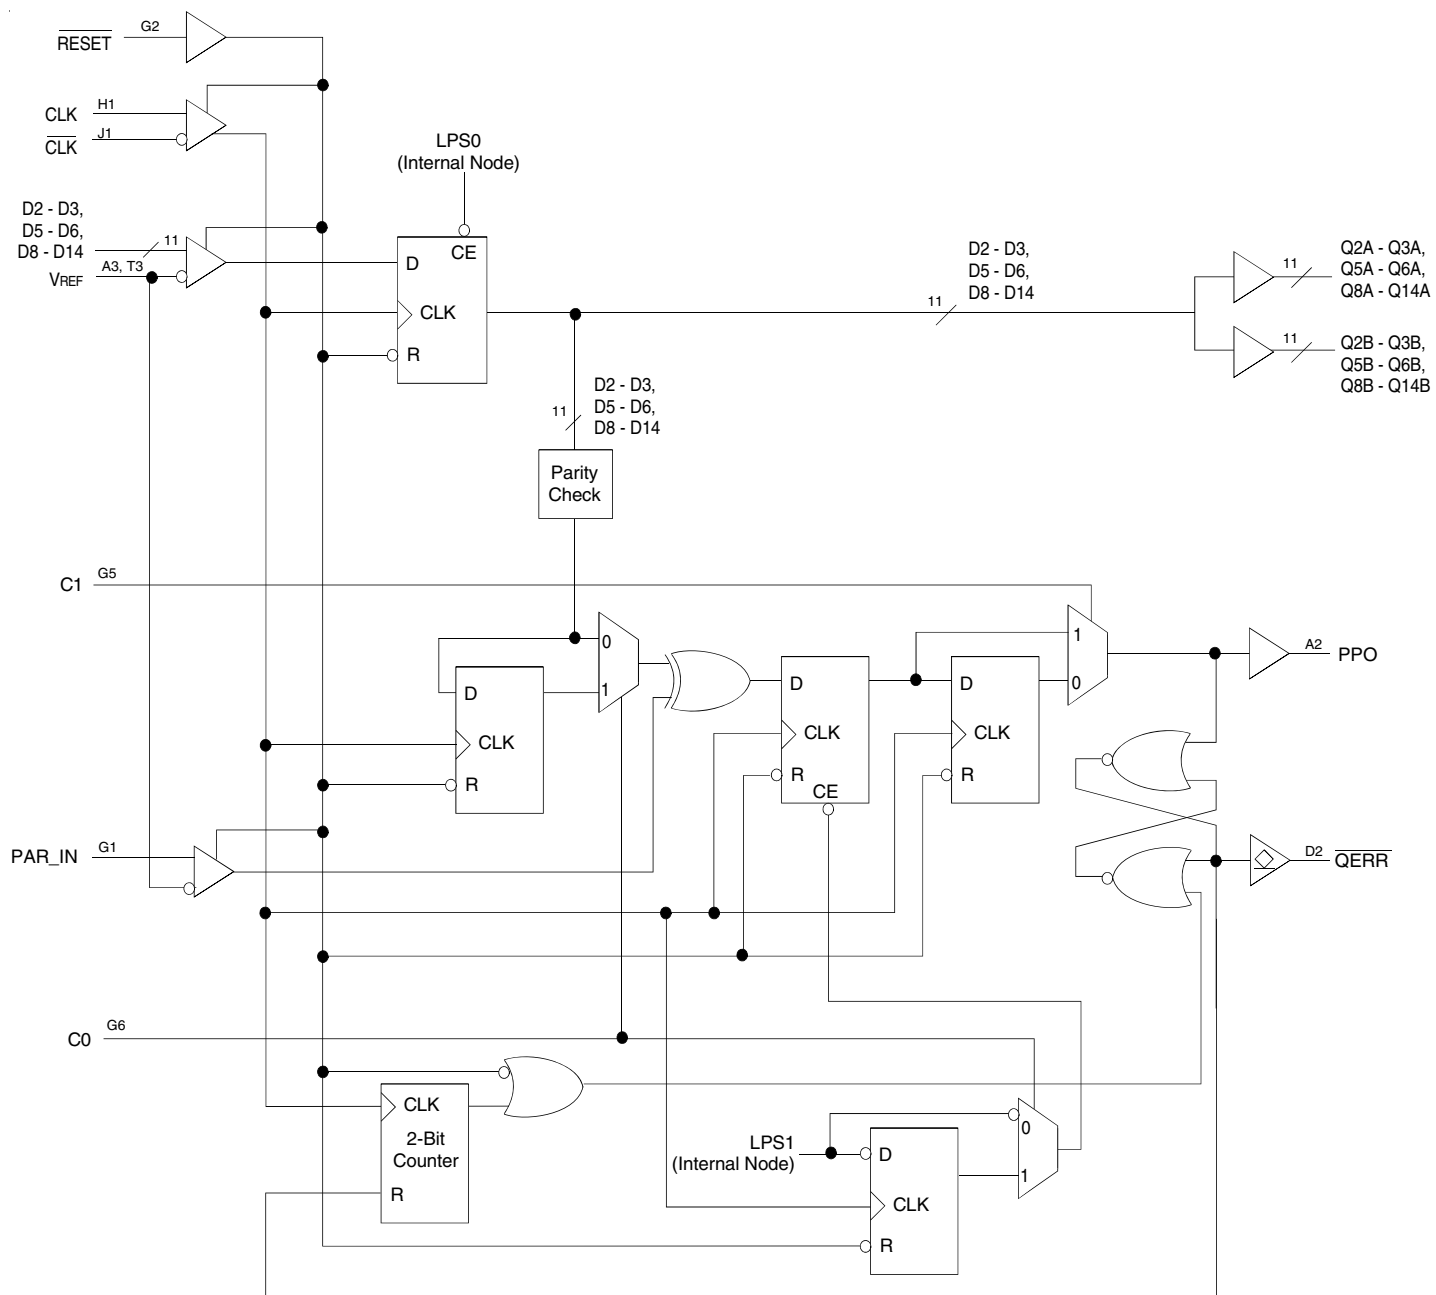 RESET
G2
CLK
H1
CLK
J1
LPS0
(Internal Node)
D2 - D3,
D5 - D6,
D8 - D14
11
VREF
A3, T3
D
CE
CLK
R
D2 - D3,
D5 - D6,
D8 - D14
11
11
Q2A - Q3A,
Q5A - Q6A,
Q8A - Q14A
11
Q2B - Q3B,
Q5B - Q6B,
Q8B - Q14B
11
D2 - D3,
D5 - D6,
D8 - D14
Parity
Check
C1
G5
0
1
D
CLK
R
D
CLK
R
CE
D
CLK
R
1
0
A2
PPO
PAR_IN
G1
D2
QERR
C0
G6
CLK
2-Bit
Counter
R
LPS1
(Internal Node)
D
CLK
R
0
1